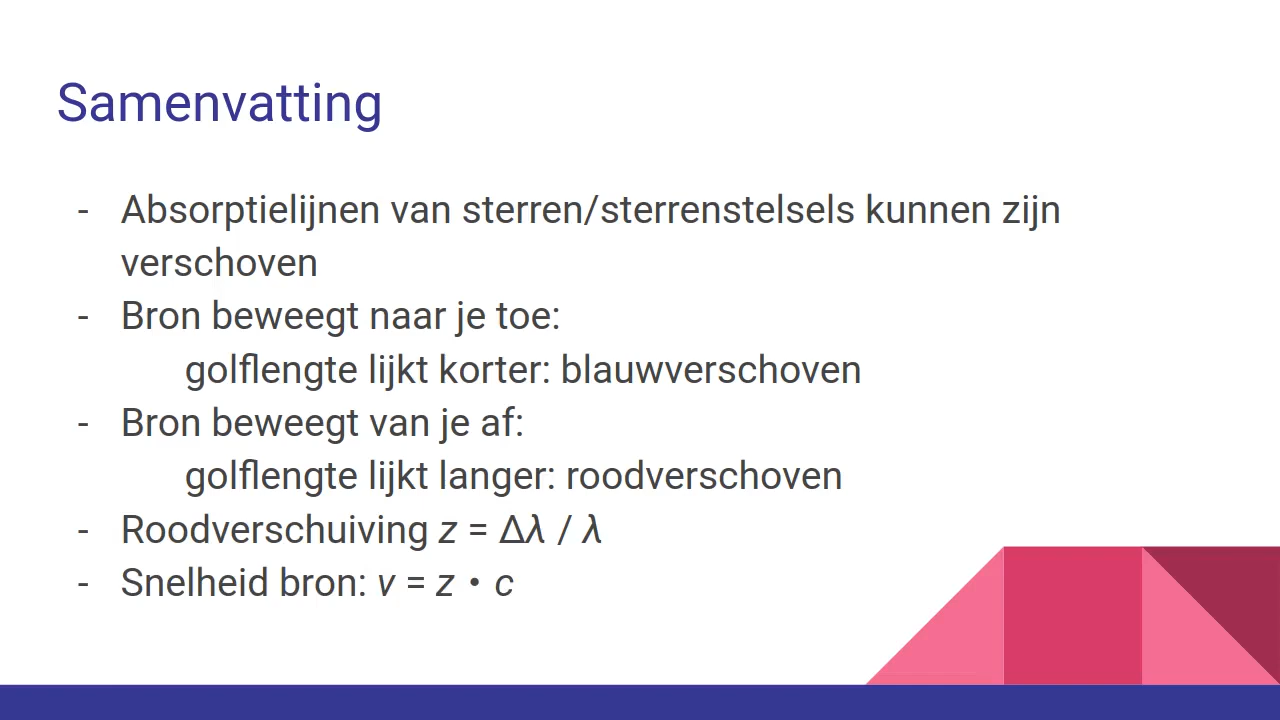 Samenvatting
- Absorptielijnen van sterren/sterrenstelsels kunnen zijn
verschoven
- Bron beweegt naar je toe:
golflengte lijkt korter: blauwverschoven
- Bron beweegt van je af:
golflengte lijkt langer: roodverschoven
- Roodverschuiving z = Δλ / λ
- Snelheid bron: v = z • c